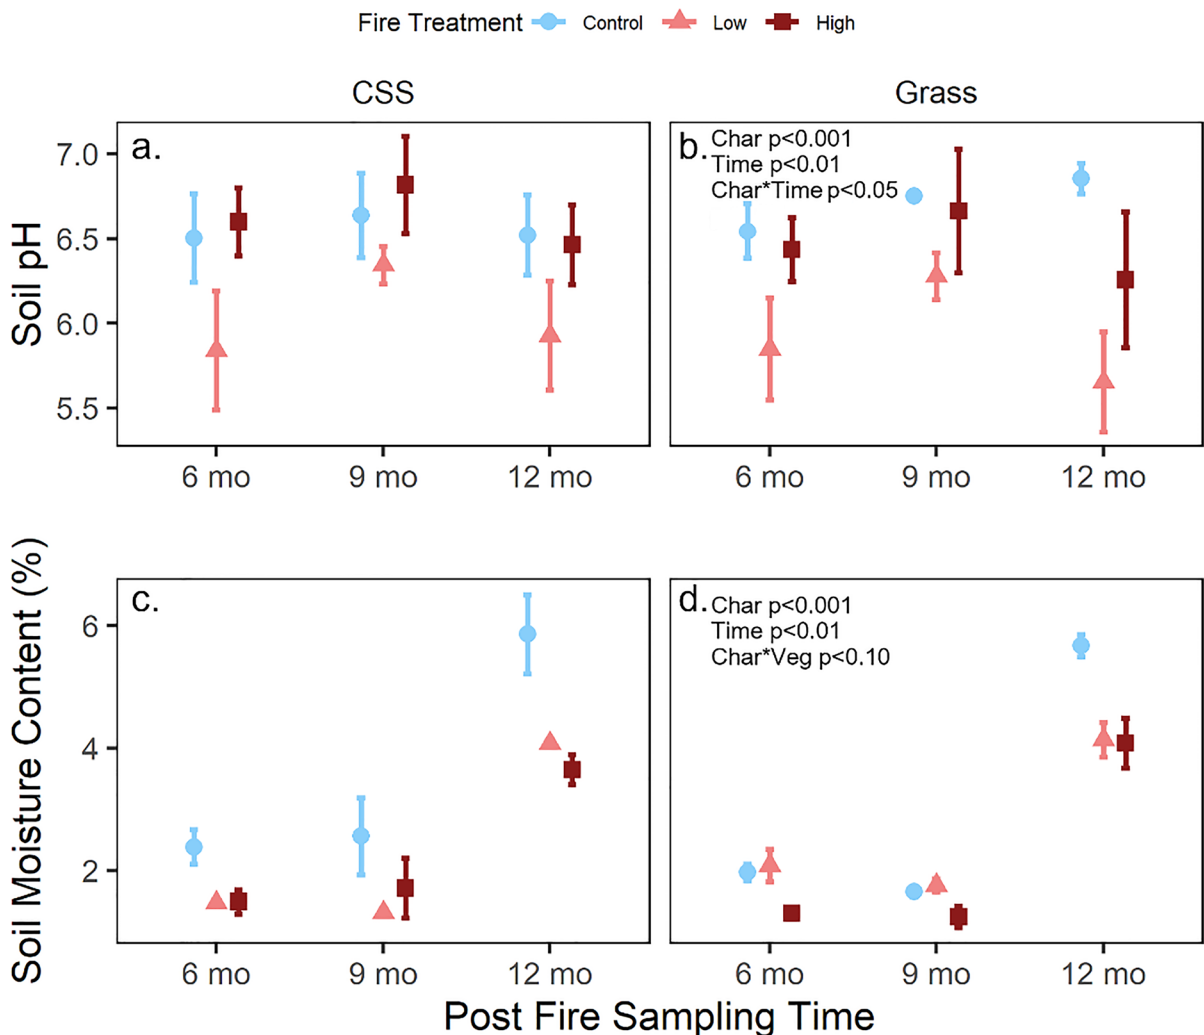 Fire Treatment Control Low High
CSS
Grass
Soil pH
7.0
6.5
6.0
5.5
a.
6 mo 9 mo 12 mo
b.
Char p<0.001
Time p<0.01
Char*Time p<0.05
6 mo 9 mo 12 mo
Soil Moisture Content (%)
6
4
2
c.
6 mo 9 mo 12 mo
d.
Char p<0.001
Time p<0.01
Char*Veg p<0.10
6 mo 9 mo 12 mo
Post Fire Sampling Time